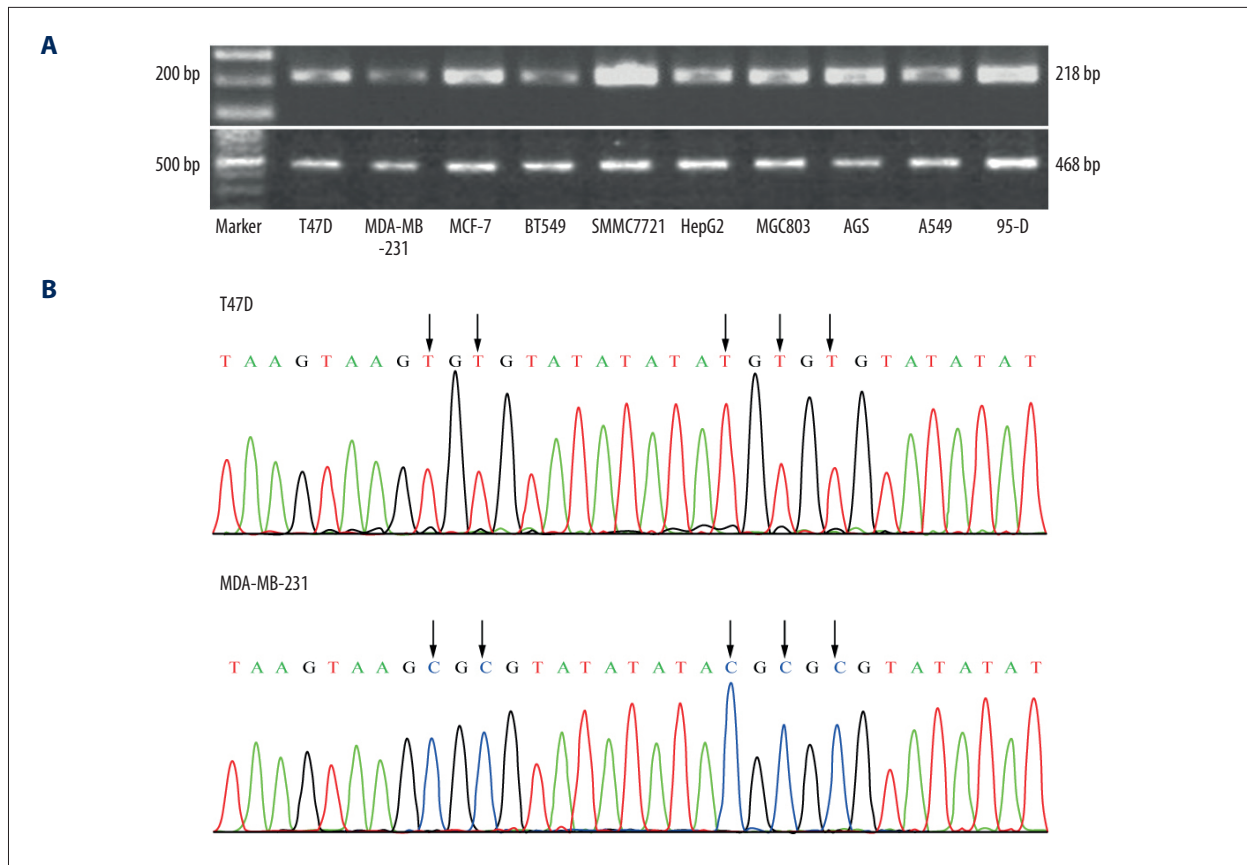 A
200 bp
218 bp
500 bp
468 bp
Marker T47D MDA-MB MCF-7 BT549 SMMC7721 HepG2 MGC803 AGS A549 95-D
-231
B
T47D
T A A G T A A G T G T G T A T A T A T A T G T G T G T A T A T A T
MDA-MB-231
T A A G T A A G C G C G T A T A T A T A C G C G C G T A T A T A T